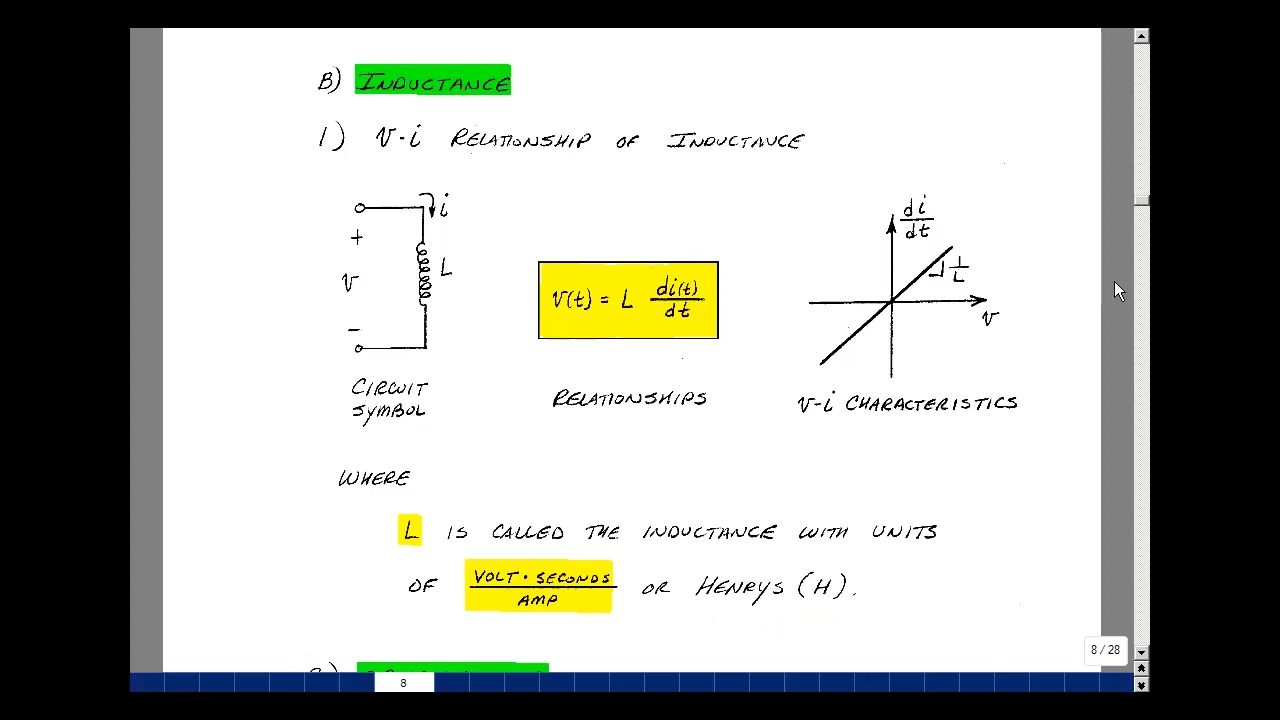 B) INDUCTANCE
1) v-i RELATIONSHIP OF INDUCTANCE
i
+
v
L
-
CIRCUIT
SYMBOL
v(t) = L di(t)/dt
RELATIONSHIPS
di/dt
1/L
v
v-i CHARACTERISTICS
WHERE
L IS CALLED THE INDUCTANCE WITH UNITS
OF VOLT · SECONDS / AMP OR HENRYS (H).
8 / 28
8